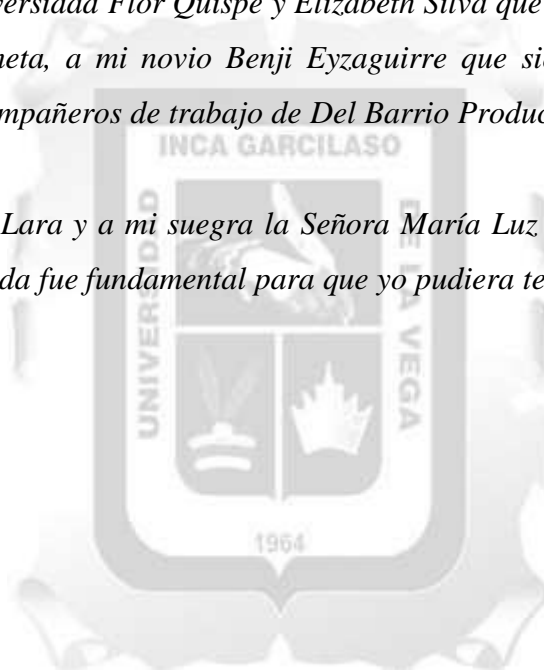 versidad Flor Quispe y Elizabeth Silva que
neta, a mi novio Benji Eyzaguirre que si
mpañeros de trabajo de Del Barrio Produc
INCA GARCILASO
Lara y a mi suegra la Señora María Luz
da fue fundamental para que yo pudiera te
UNIVERSIDAD
DE LA VEGA
1964